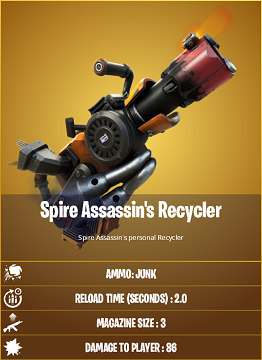 Spire Assassin's Recycler
Spire Assassin's personal Recycler
AMMO: JUNK
RELOAD TIME (SECONDS) : 2.0
MAGAZINE SIZE : 3
DAMAGE TO PLAYER : 86